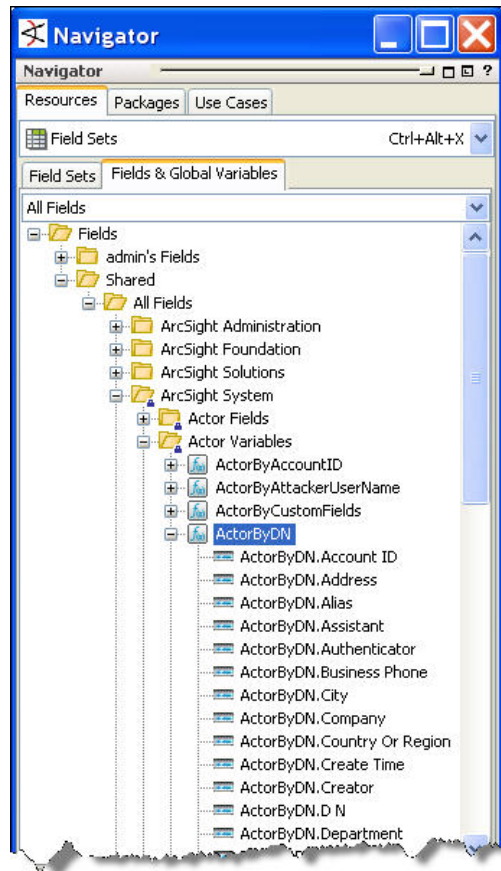 Navigator
Navigator ?
Resources Packages Use Cases
Field Sets Ctrl+Alt+X
Field Sets Fields & Global Variables
All Fields
Fields
admin's Fields
Shared
All Fields
ArcSight Administration
ArcSight Foundation
ArcSight Solutions
ArcSight System
Actor Fields
Actor Variables
ActorByAccountID
ActorByAttackerUserName
ActorByCustomFields
ActorByDN
ActorByDN.Account ID
ActorByDN.Address
ActorByDN.Alias
ActorByDN.Assistant
ActorByDN.Authenticator
ActorByDN.Business Phone
ActorByDN.City
ActorByDN.Company
ActorByDN.Country Or Region
ActorByDN.Create Time
ActorByDN.Creator
ActorByDN.D N
ActorByDN.Department